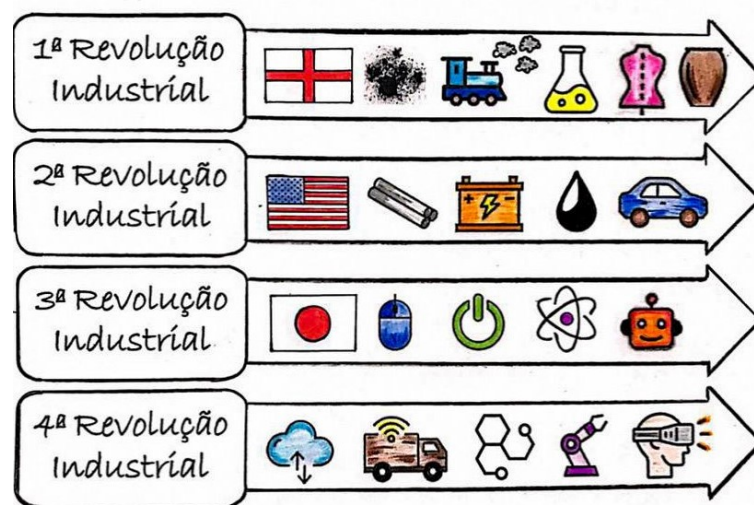 1ª Revolução
Industrial
2ª Revolução
Industrial
3ª Revolução
Industrial
4ª Revolução
Industrial